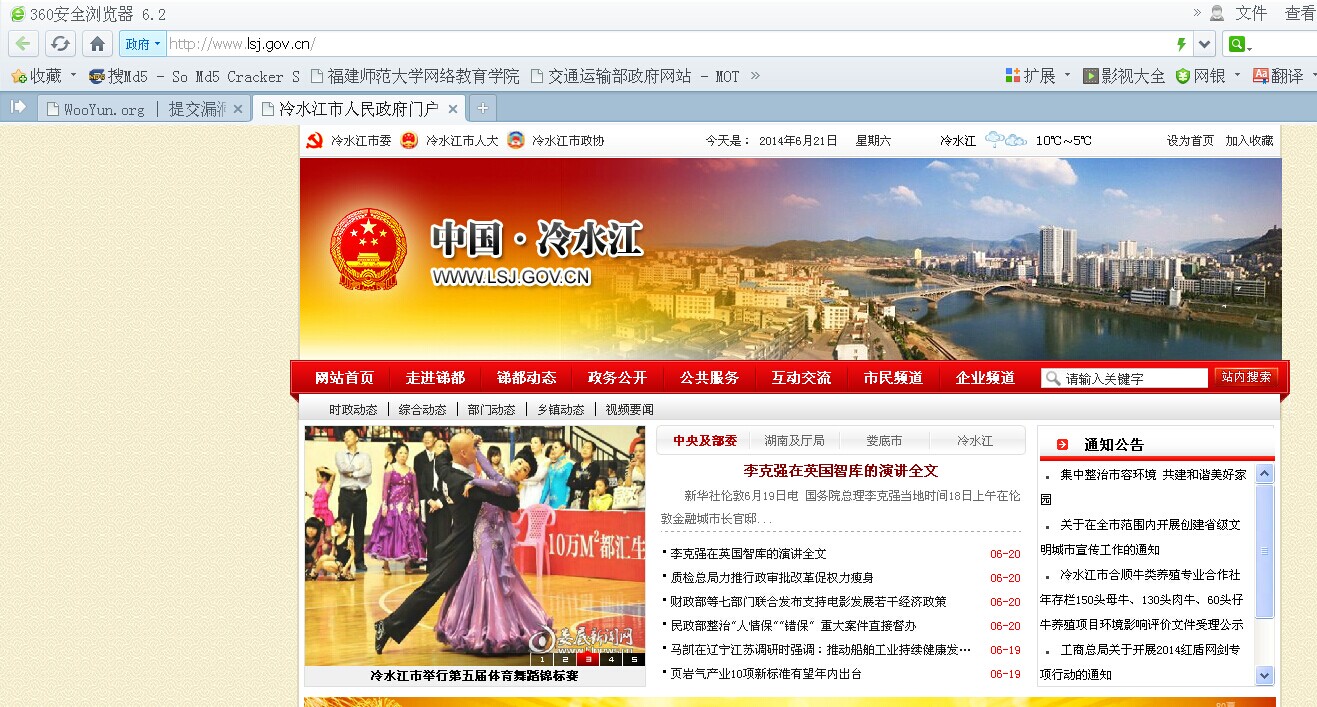 360安全浏览器 6.2
» 文件 查看
政府 http://www.lsj.gov.cn/
收藏 搜Md5 - So Md5 Cracker S 福建师范大学网络教育学院 交通运输部政府网站 - MOT » 扩展 影视大全 网银 翻译
WooYun.org | 提交漏洞 冷水江市人民政府门户
冷水江市委 冷水江市人大 冷水江市政协 今天是： 2014年6月21日 星期六 冷水江 10℃~5℃ 设为首页 加入收藏
中国·冷水江
WWW.LSJ.GOV.CN
网站首页 走进锑都 锑都动态 政务公开 公共服务 互动交流 市民频道 企业频道 请输入关键字 站内搜索
时政动态 综合动态 部门动态 乡镇动态 视频要闻
10万M²都汇生
娄底新闻网
1 2 3 4 5
冷水江市举行第五届体育舞蹈锦标赛
中央及部委 湖南及厅局 娄底市 冷水江
李克强在英国智库的演讲全文
新华社伦敦6月19日电 国务院总理李克强当地时间18日上午在伦
敦金融城市长官邸...
李克强在英国智库的演讲全文 06-20
质检总局力推行政审批改革促权力瘦身 06-20
财政部等七部门联合发布支持电影发展若干经济政策 06-20
民政部整治“人情保”“错保” 重大案件直接督办 06-20
马凯在辽宁江苏调研时强调：推动船舶工业持续健康发… 06-19
页岩气产业10项新标准有望年内出台 06-19
通知公告
集中整治市容环境 共建和谐美好家
园
关于在全市范围内开展创建省级文
明城市宣传工作的通知
冷水江市合顺牛类养殖专业合作社
年存栏150头母牛、130头肉牛、60头仔
牛养殖项目环境影响评价文件受理公示
工商总局关于开展2014红盾网剑专
项行动的通知